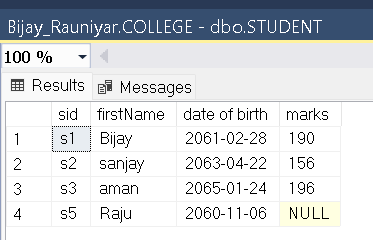 Bijay_Rauniyar.COLLEGE - dbo.STUDENT
100 %
Results Messages
sid firstName date of birth marks
1 s1 Bijay 2061-02-28 190
2 s2 sanjay 2063-04-22 156
3 s3 aman 2065-01-24 196
4 s5 Raju 2060-11-06 NULL